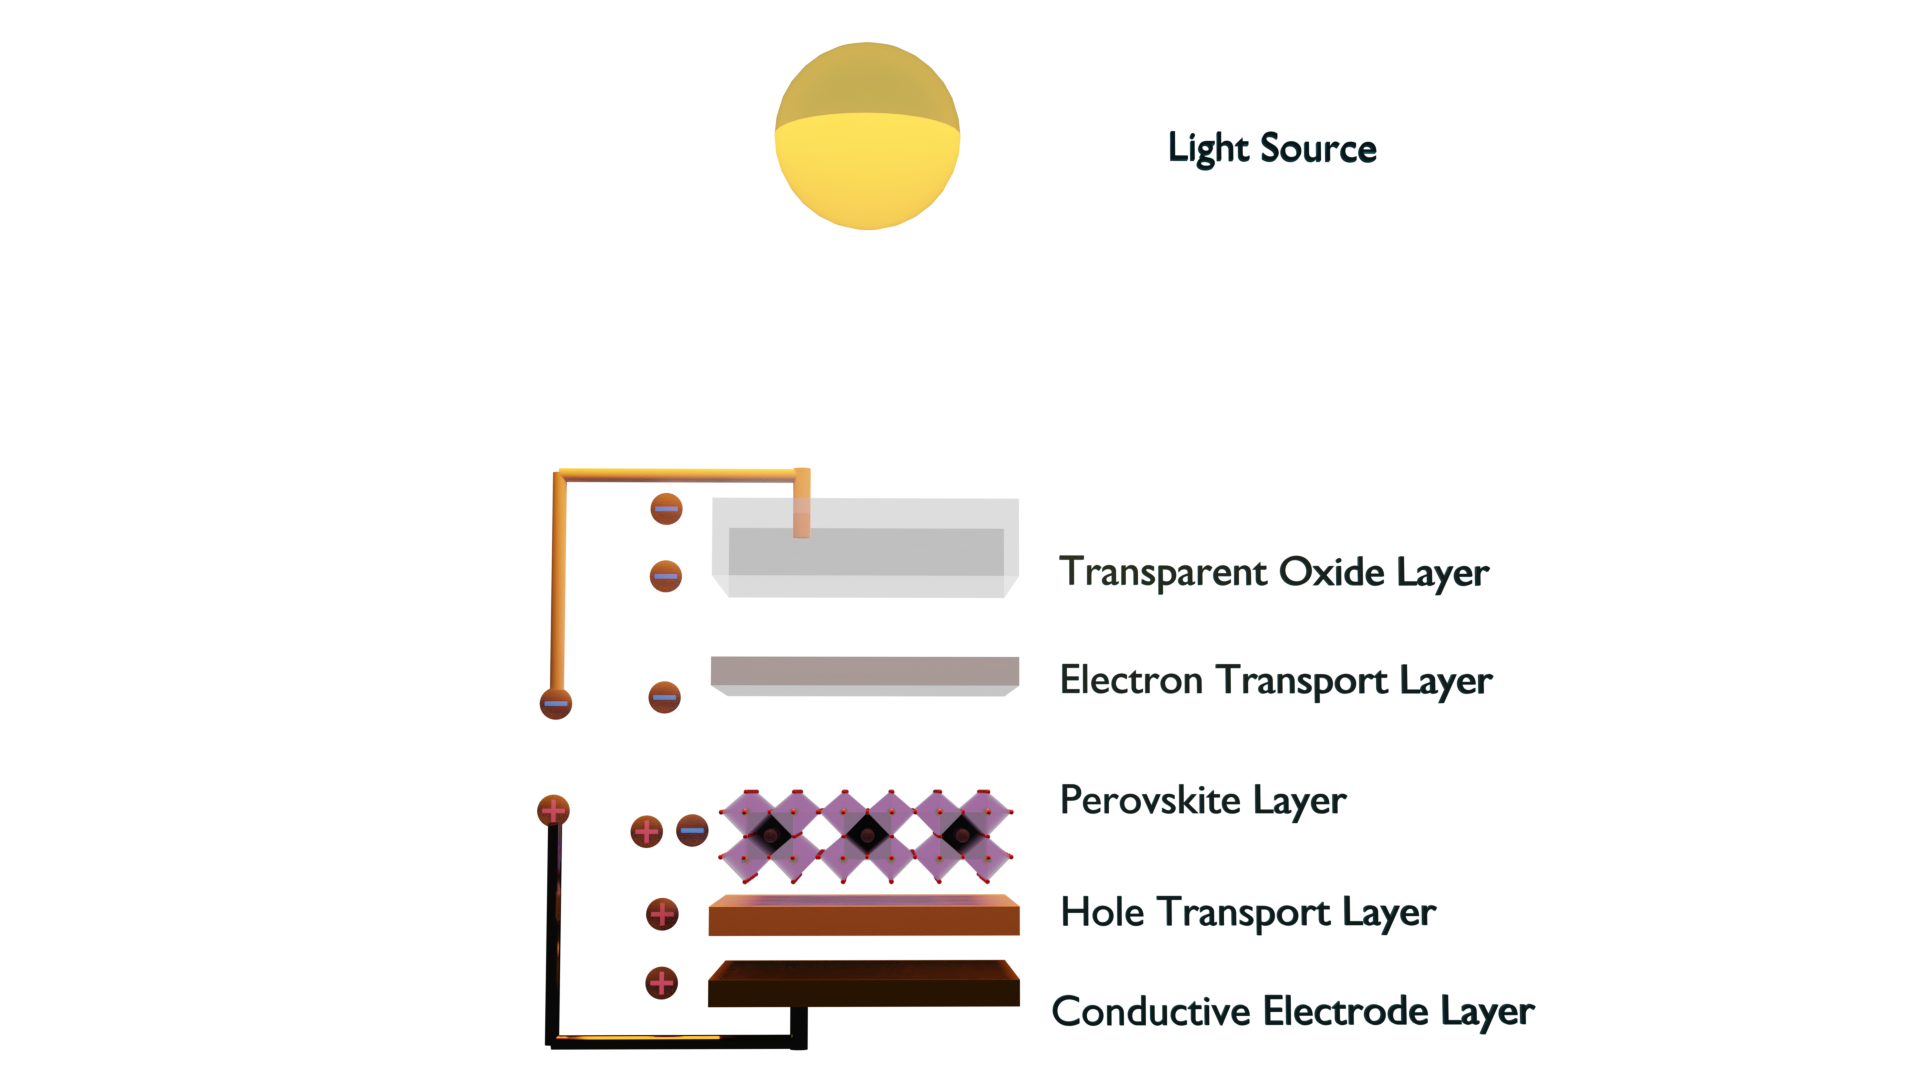 Light Source
Transparent Oxide Layer
Electron Transport Layer
Perovskite Layer
Hole Transport Layer
Conductive Electrode Layer